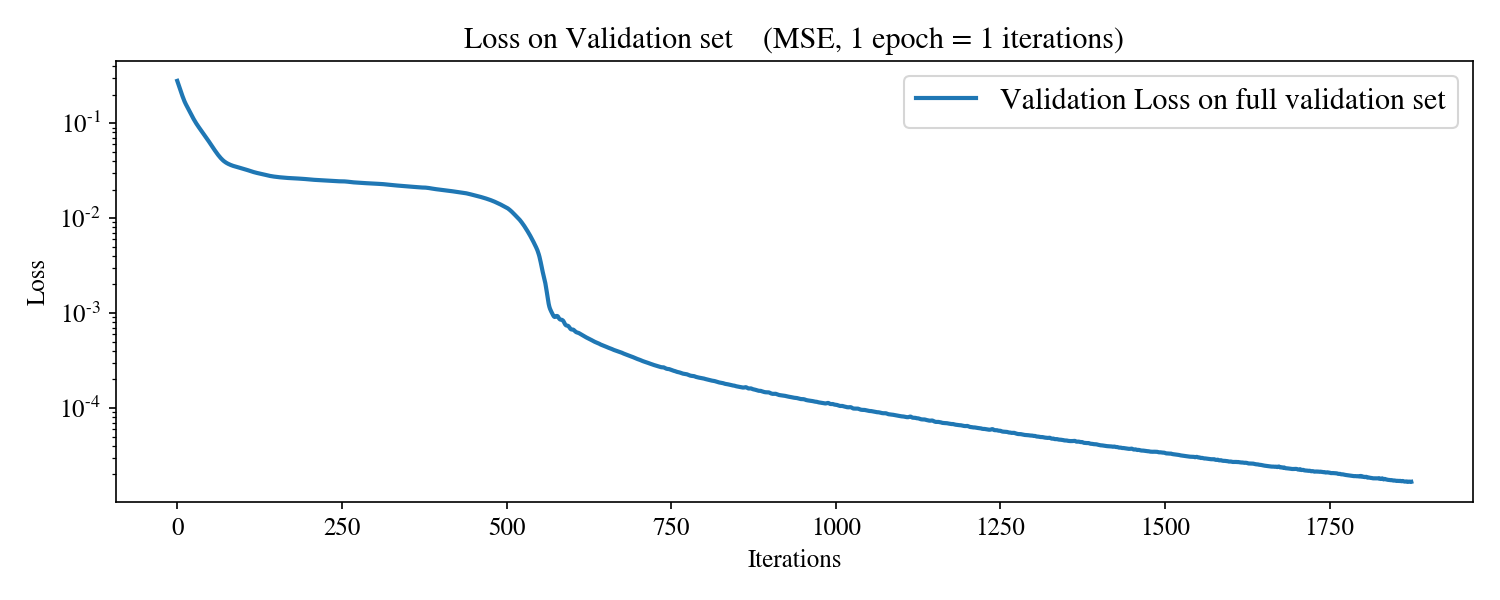 Loss on Validation set (MSE, 1 epoch = 1 iterations)
Validation Loss on full validation set
10^-1
10^-2
10^-3
10^-4
Loss
0 250 500 750 1000 1250 1500 1750
Iterations